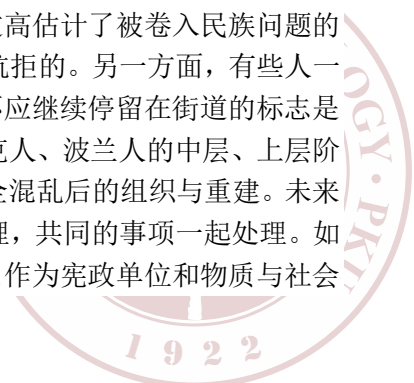 高估计了被卷入民族问题的
抗拒的。另一方面，有些人一
应继续停留在街道的标志是
克人、波兰人的中层、上层阶
全混乱后的组织与重建。未来
理，共同的事项一起处理。如
作为宪政单位和物质与社会
OGY · PK
1922